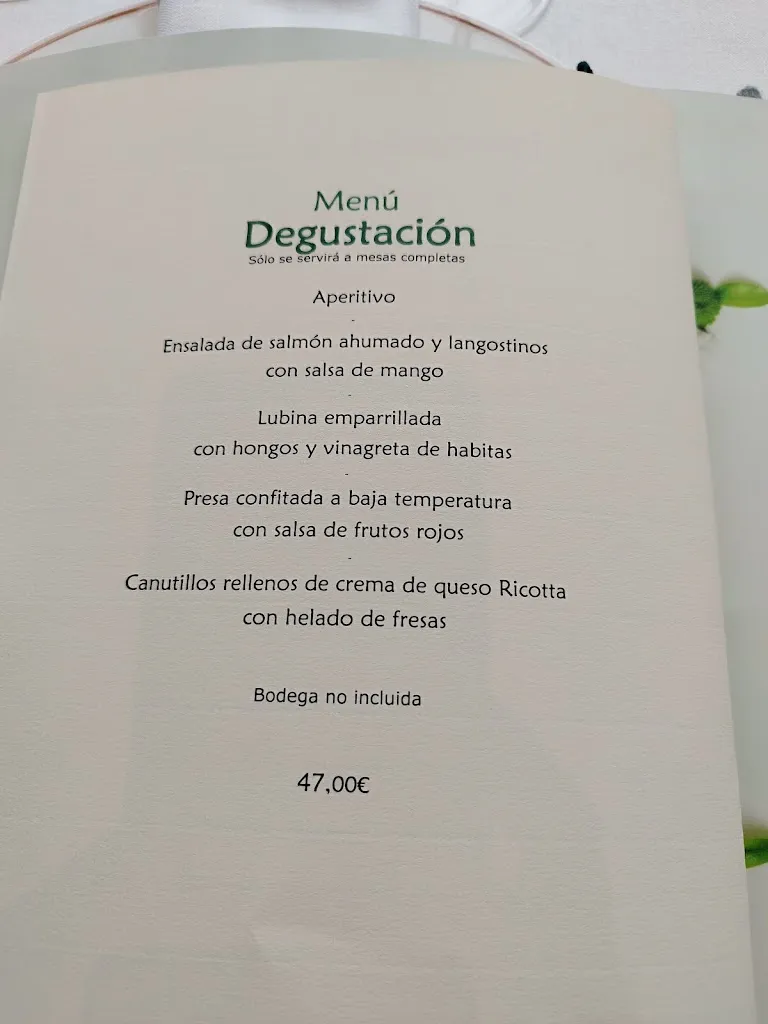 Menú
Degustación
Sólo se servirá a mesas completas
Aperitivo
-
Ensalada de salmón ahumado y langostinos
con salsa de mango
-
Lubina emparrillada
con hongos y vinagreta de habitas
-
Presa confitada a baja temperatura
con salsa de frutos rojos
-
Canutillos rellenos de crema de queso Ricotta
con helado de fresas
Bodega no incluida
47,00€